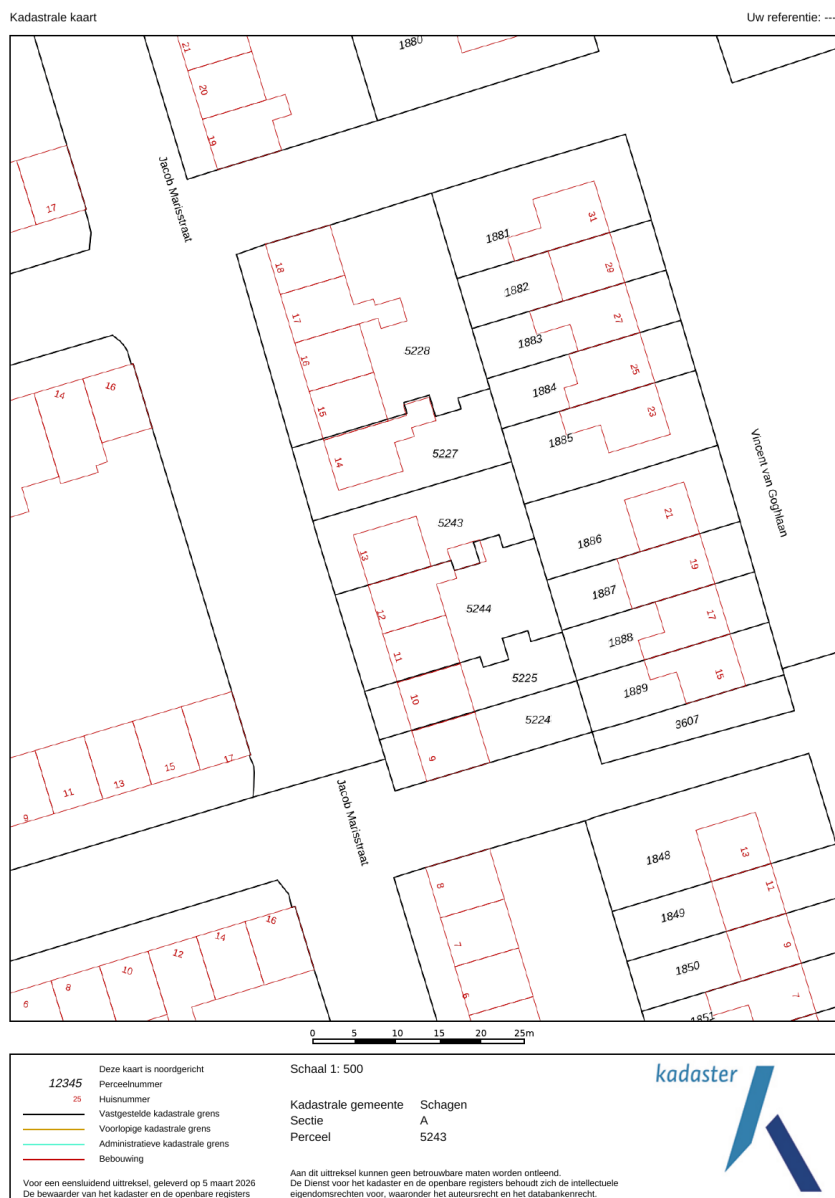 Kadastrale kaart
Uw referentie: ---
1880
21
20
19
17
Jacob Marisstraat
1881
31
18
1882
29
17
27
5228
1883
16
25
1884
14
16
15
23
1885
14
5227
Vincent van Goghlaan
5243
21
13
1886
19
1887
12
5244
17
1888
11
15
5225
10
1889
5224
3607
9
17
15
13
11
9
Jacob Marisstraat
1848
13
8
11
1849
16
14
12
7
9
10
1850
8
6
6
7
1851
0 5 10 15 20 25m
Deze kaart is noordgericht
12345 Perceelnummer
25 Huisnummer
Vastgestelde kadastrale grens
Voorlopige kadastrale grens
Administratieve kadastrale grens
Bebouwing
Voor een eensluidend uittreksel, geleverd op 5 maart 2026
De bewaarder van het kadaster en de openbare registers
Schaal 1: 500
Kadastrale gemeente Schagen
Sectie A
Perceel 5243
Aan dit uittreksel kunnen geen betrouwbare maten worden ontleend.
De Dienst voor het kadaster en de openbare registers behoudt zich de intellectuele
eigendomsrechten voor, waaronder het auteursrecht en het databankenrecht.
kadaster